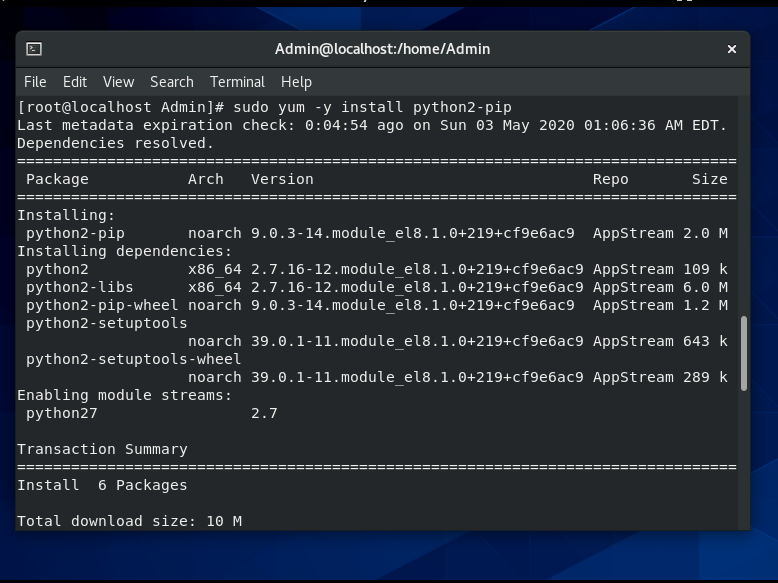 Admin@localhost:/home/Admin
File Edit View Search Terminal Help
[root@localhost Admin]# sudo yum -y install python2-pip
Last metadata expiration check: 0:04:54 ago on Sun 03 May 2020 01:06:36 AM EDT.
Dependencies resolved.
================================================================================
 Package           Arch   Version                               Repo       Size
================================================================================
Installing:
 python2-pip       noarch 9.0.3-14.module_el8.1.0+219+cf9e6ac9  AppStream 2.0 M
Installing dependencies:
 python2           x86_64 2.7.16-12.module_el8.1.0+219+cf9e6ac9 AppStream 109 k
 python2-libs      x86_64 2.7.16-12.module_el8.1.0+219+cf9e6ac9 AppStream 6.0 M
 python2-pip-wheel noarch 9.0.3-14.module_el8.1.0+219+cf9e6ac9  AppStream 1.2 M
 python2-setuptools
                   noarch 39.0.1-11.module_el8.1.0+219+cf9e6ac9 AppStream 643 k
 python2-setuptools-wheel
                   noarch 39.0.1-11.module_el8.1.0+219+cf9e6ac9 AppStream 289 k
Enabling module streams:
 python27                 2.7

Transaction Summary
================================================================================
Install  6 Packages

Total download size: 10 M